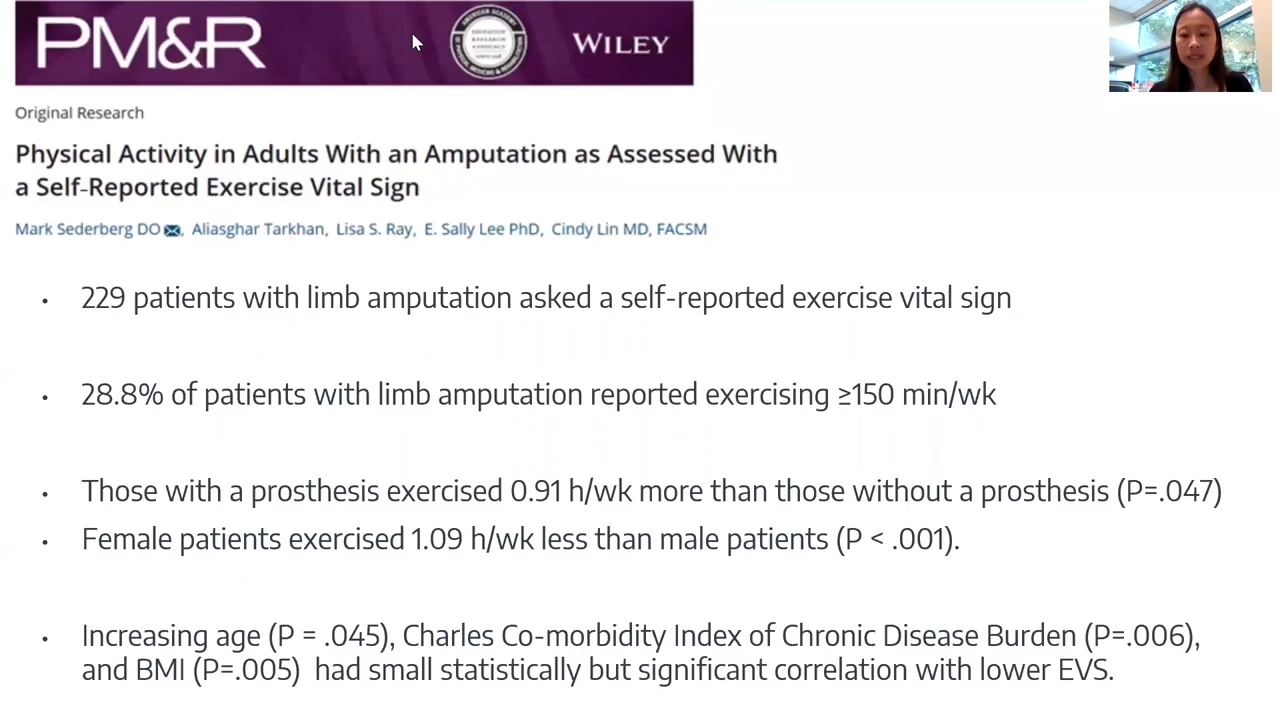 PM&R
WILEY
Original Research
Physical Activity in Adults With an Amputation as Assessed With
a Self-Reported Exercise Vital Sign
Mark Sederberg DO, Aliasghar Tarkhan, Lisa S. Ray, E. Sally Lee PhD, Cindy Lin MD, FACSM
• 229 patients with limb amputation asked a self-reported exercise vital sign
• 28.8% of patients with limb amputation reported exercising ≥150 min/wk
• Those with a prosthesis exercised 0.91 h/wk more than those without a prosthesis (P=.047)
• Female patients exercised 1.09 h/wk less than male patients (P < .001).
• Increasing age (P = .045), Charles Co-morbidity Index of Chronic Disease Burden (P=.006),
and BMI (P=.005) had small statistically but significant correlation with lower EVS.